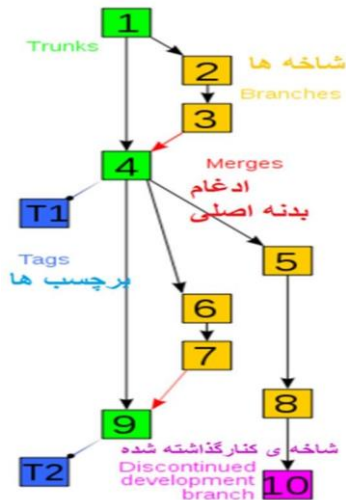 1
Trunks
2
شاخه ها
Branches
3
4
Merges
ادغام
بدنه اصلی
T1
Tags
برچسب ها
5
6
7
8
9
شاخه ی کنارگذاشته شده
Discontinued
development
branch
T2
10